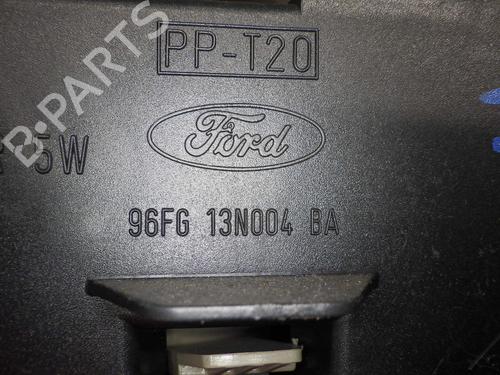 PP-T20
Ford
5W
96FG 13N004 BA
B-PARTS